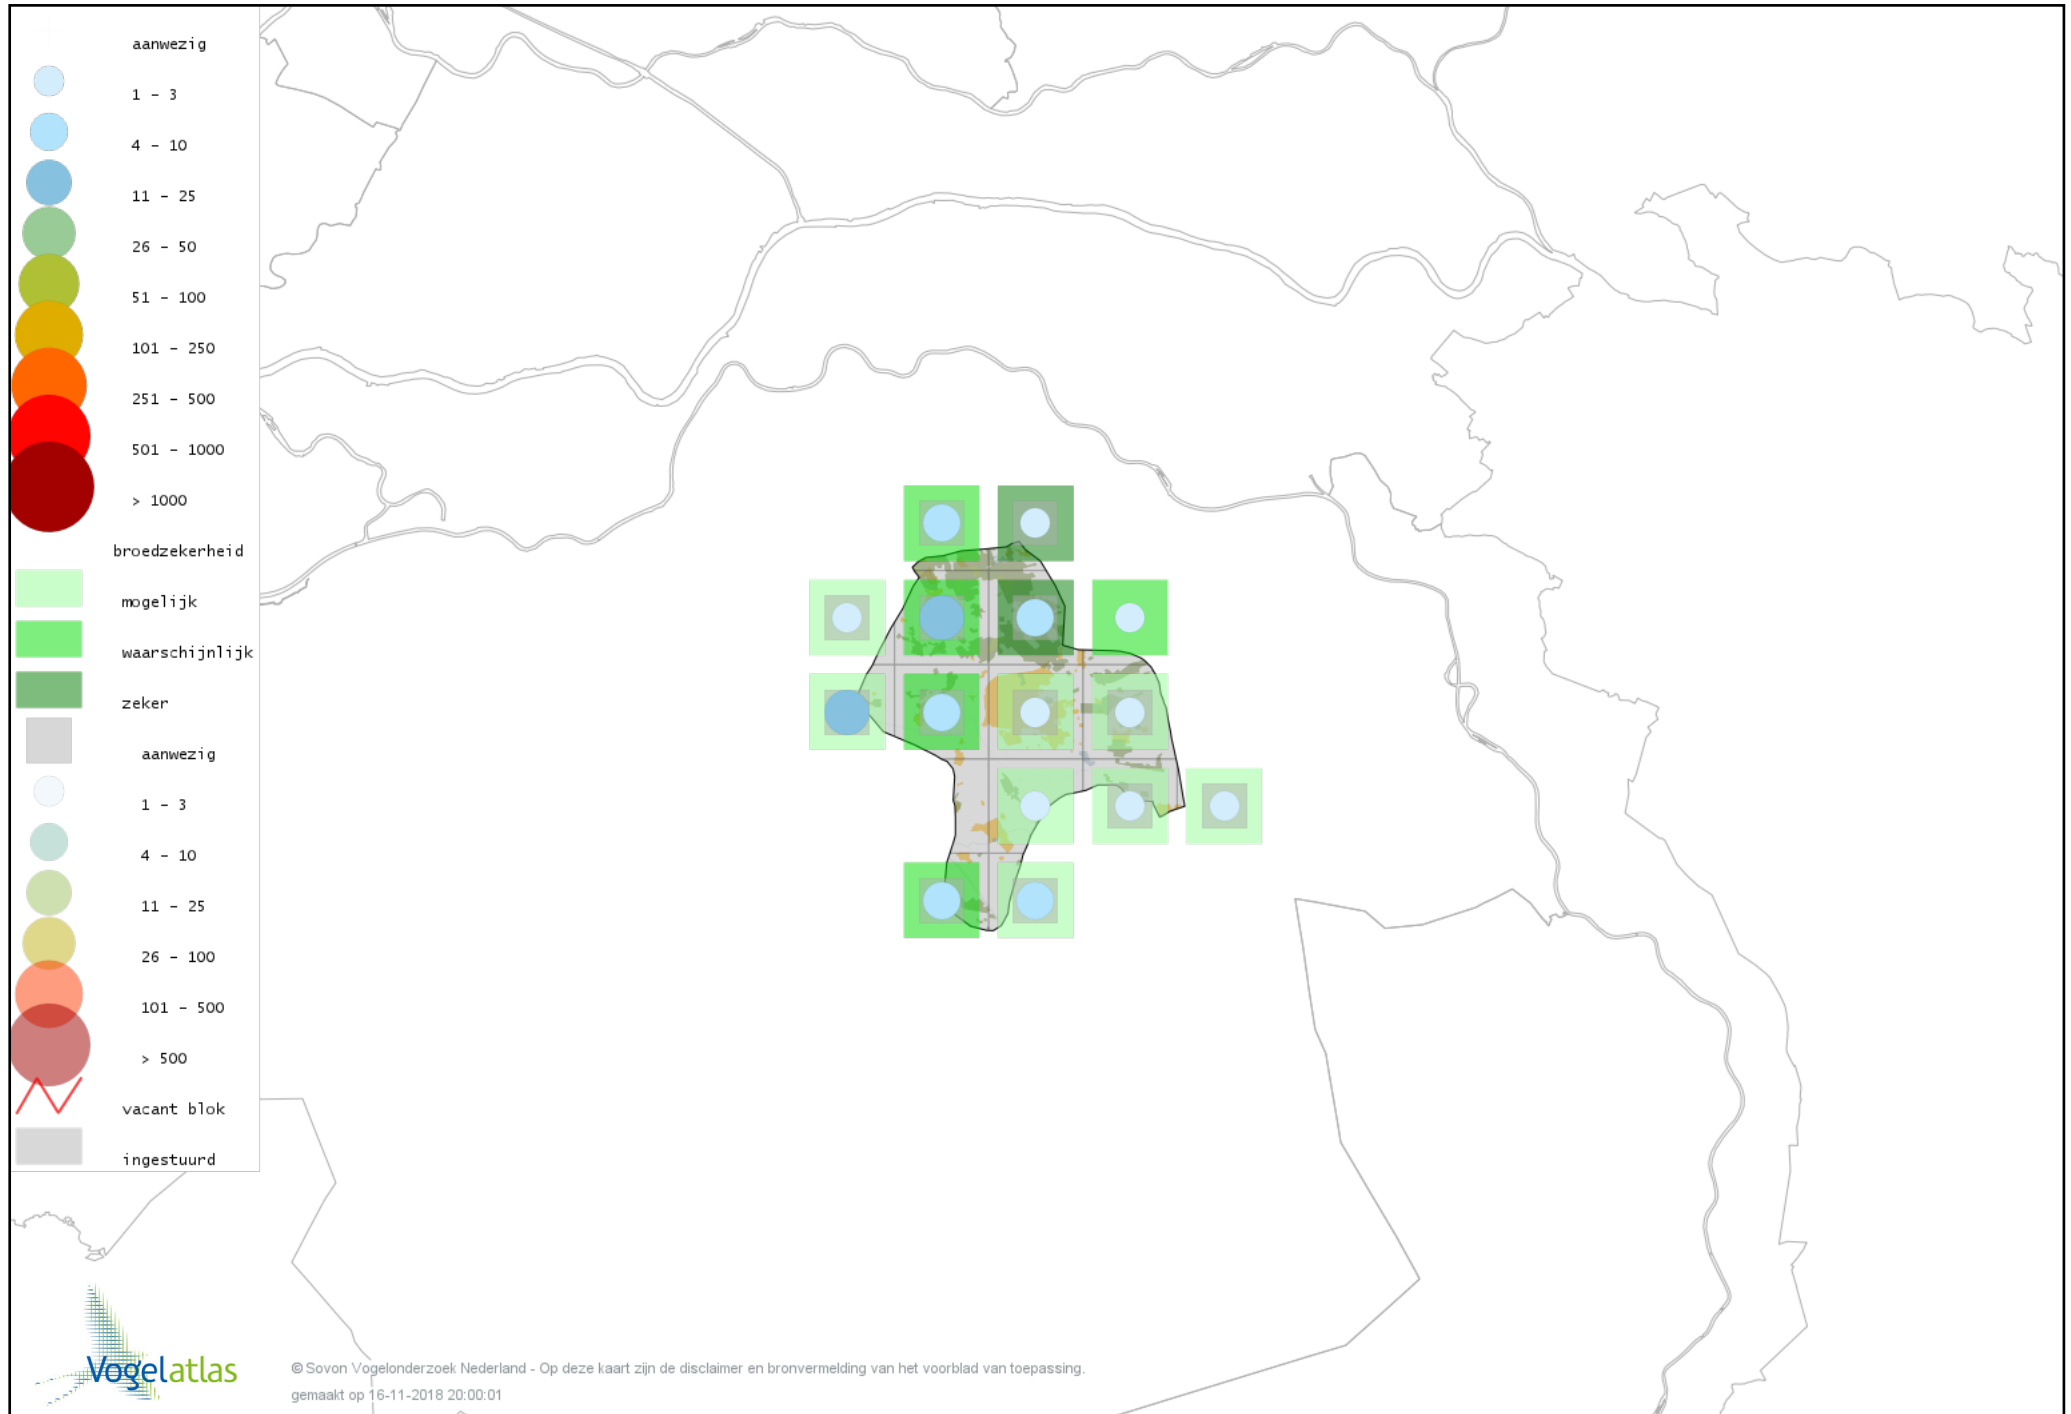 aanwezig
1 - 3
4 - 10
11 - 25
26 - 50
51 - 100
101 - 250
251 - 500
501 - 1000
> 1000
broedzekerheid
mogelijk
waarschijnlijk
zeker
aanwezig
1 - 3
4 - 10
11 - 25
26 - 100
101 - 500
> 500
vacant blok
ingestuurd
Vogelatlas
© Sovon Vogelonderzoek Nederland - Op deze kaart zijn de disclaimer en bronvermelding van het voorblad van toepassing.
gemaakt op 16-11-2018 20:00:01